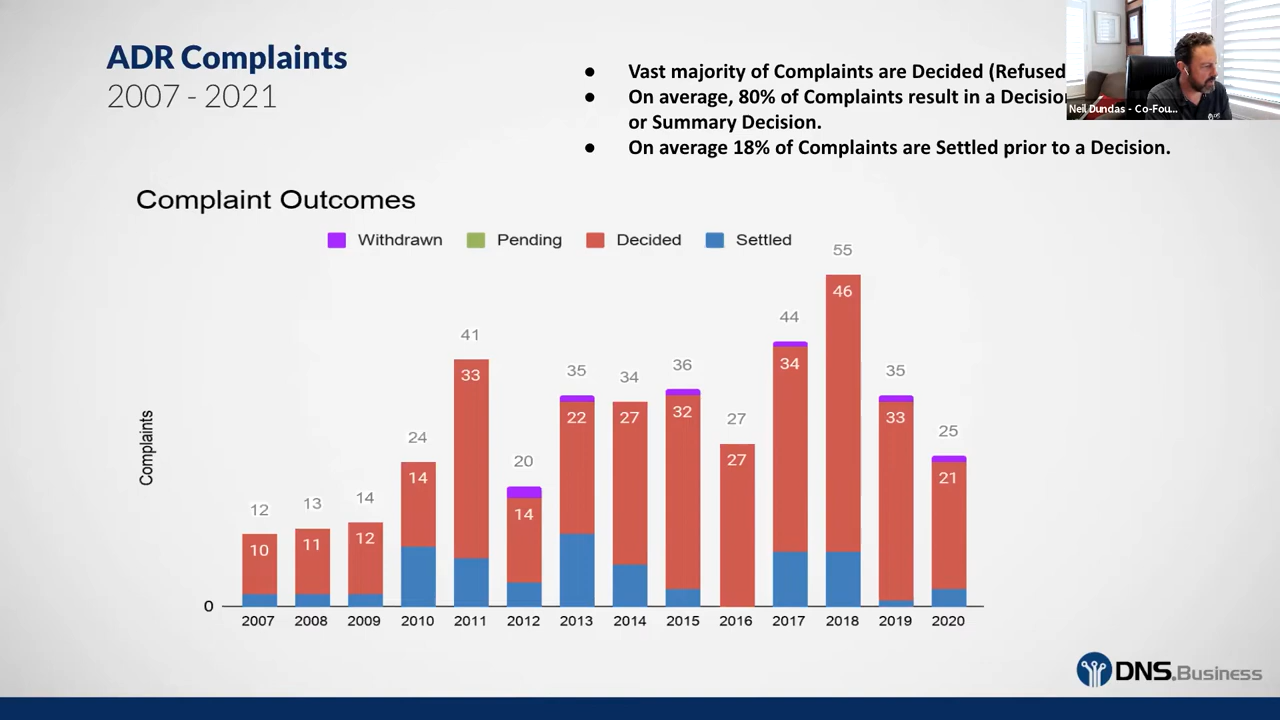 ADR Complaints
2007 - 2021
● Vast majority of Complaints are Decided (Refused
● On average, 80% of Complaints result in a
or Summary Decision.
● On average 18% of Complaints are Settled prior to a Decision.
Neil Dundas - Co-Fou...
Complaint Outcomes
Withdrawn Pending Decided Settled
Complaints
12 13 14 24 41 20 35 34 36 27 44 55 35 25
10 11 12 14 33 14 22 27 32 27 34 46 33 21
0
2007 2008 2009 2010 2011 2012 2013 2014 2015 2016 2017 2018 2019 2020
DNS.Business